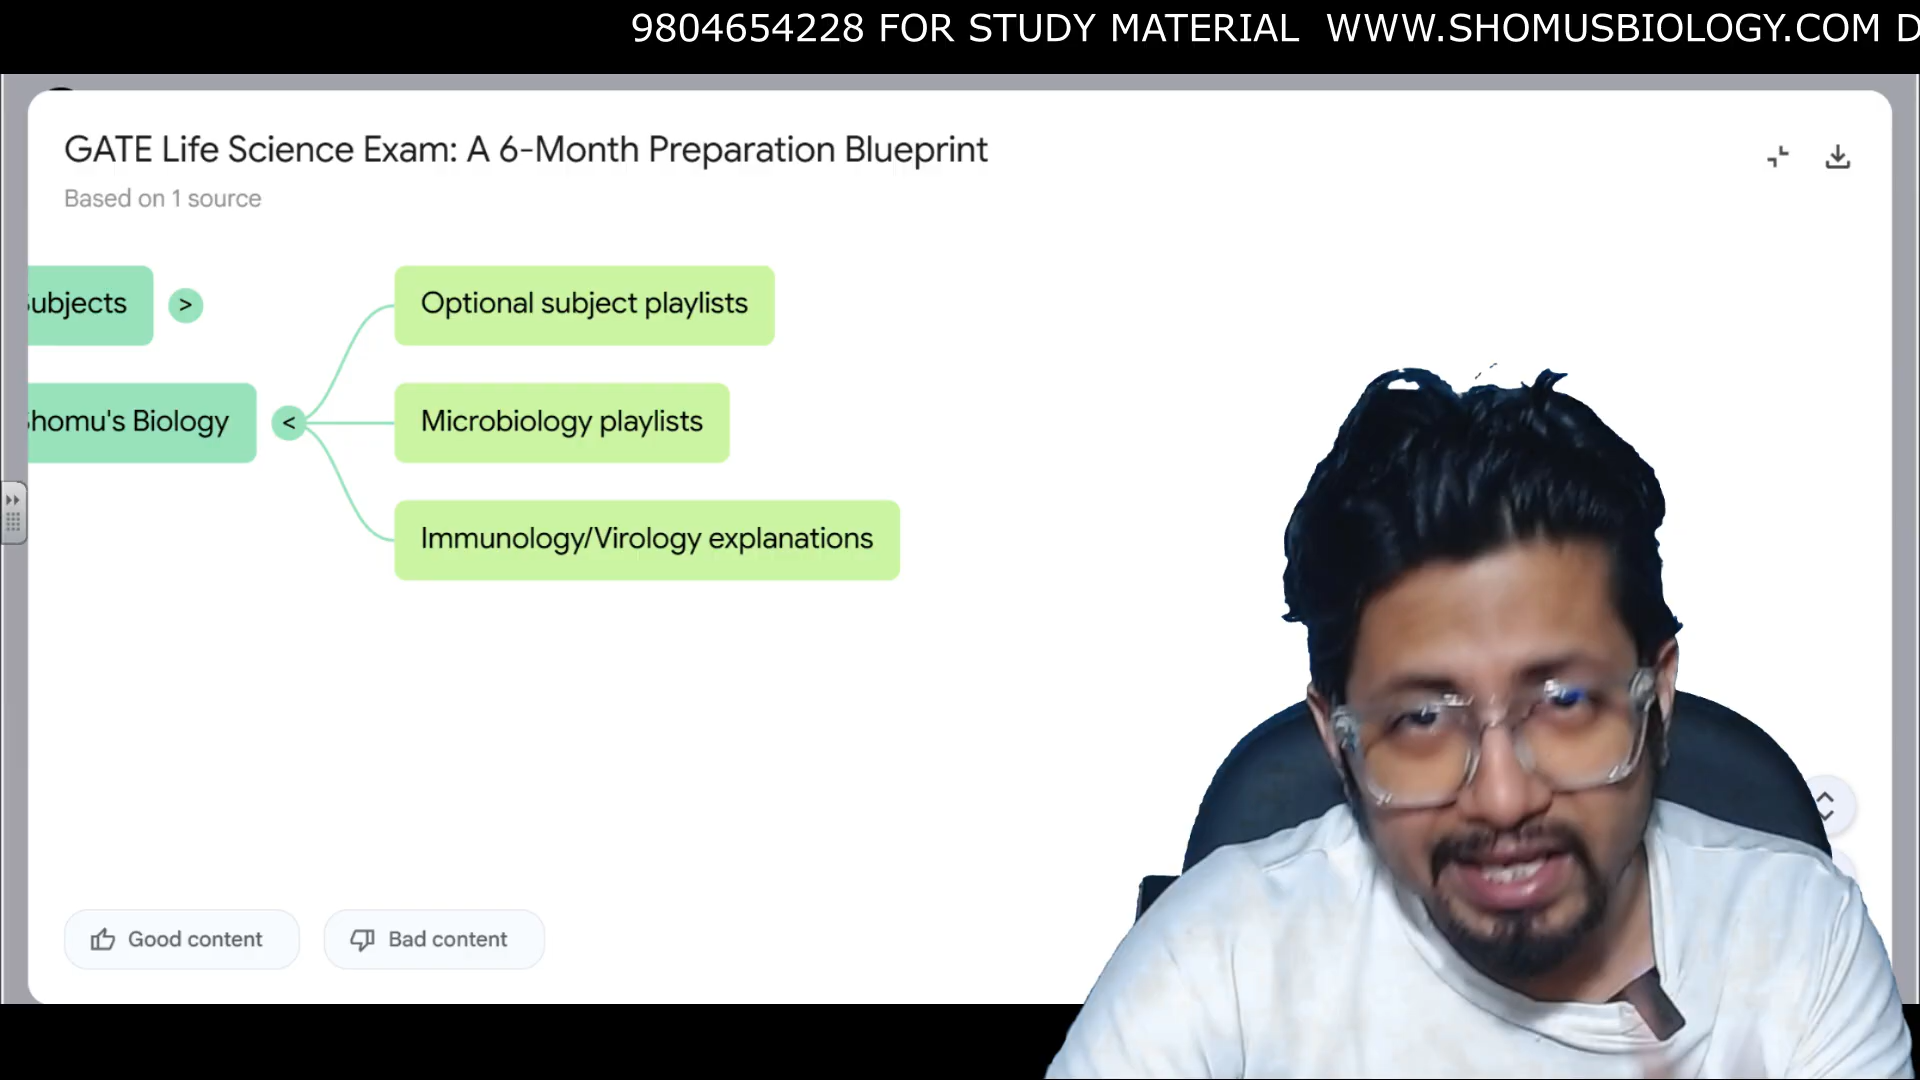 9804654228 FOR STUDY MATERIAL WWW.SHOMUSBIOLOGY.COM D
GATE Life Science Exam: A 6-Month Preparation Blueprint
Based on 1 source
ubjects >
Optional subject playlists
homu's Biology <
Microbiology playlists
Immunology/Virology explanations
Good content
Bad content